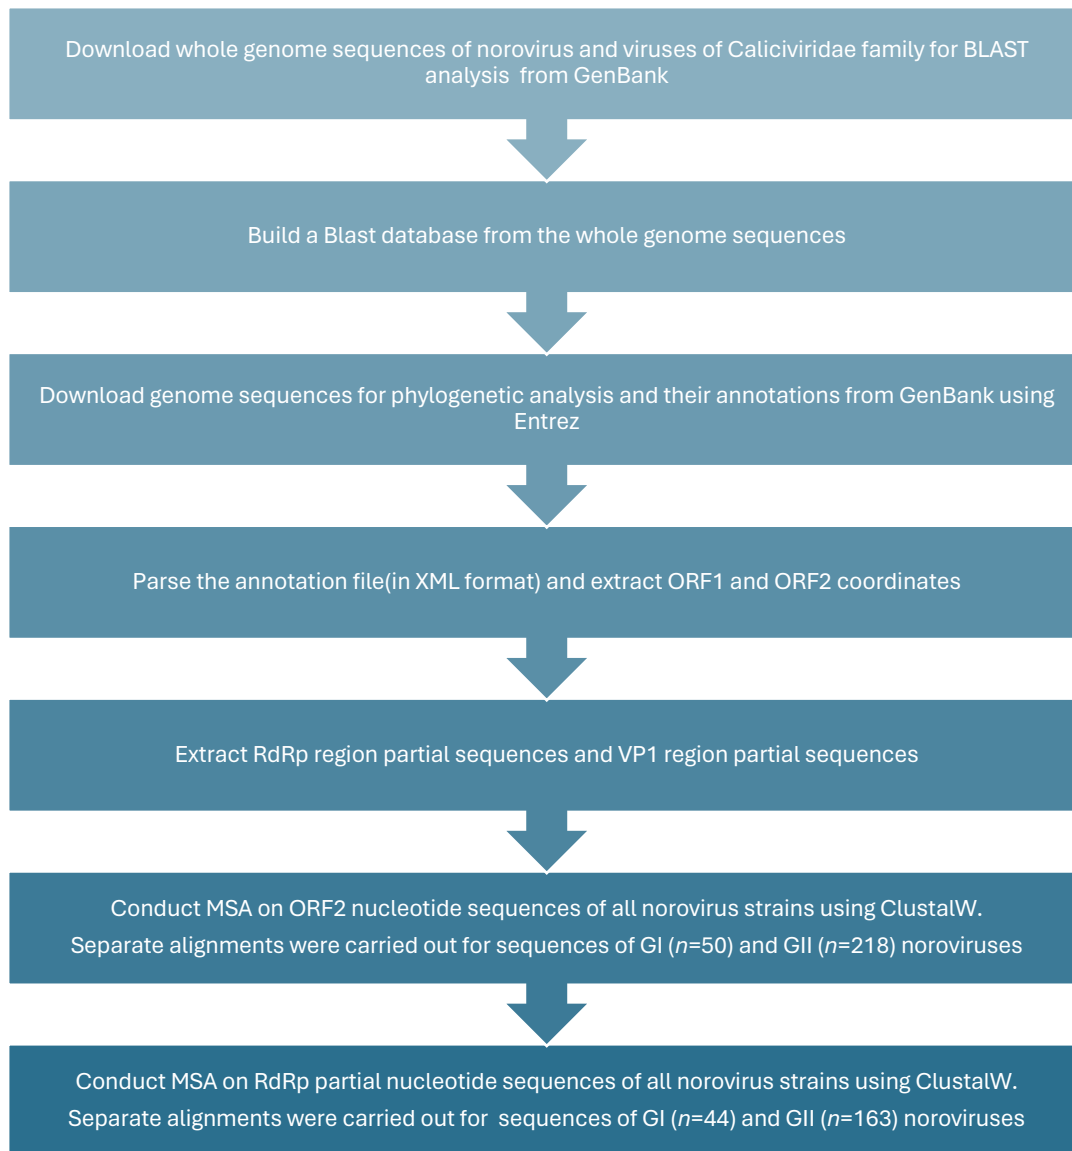 Download whole genome sequences of norovirus and viruses of Caliciviridae family for BLAST
analysis  from GenBank
Build a Blast database from the whole genome sequences
Download genome sequences for phylogenetic analysis and their annotations from GenBank using
Entrez
Parse the annotation file(in XML format) and extract ORF1 and ORF2 coordinates
Extract RdRp region partial sequences and VP1 region partial sequences
Conduct MSA on ORF2 nucleotide sequences of all norovirus strains using ClustalW.
Separate alignments were carried out for sequences of GI (n=50) and GII (n=218) noroviruses
Conduct MSA on RdRp partial nucleotide sequences of all norovirus strains using ClustalW.
Separate alignments were carried out for  sequences of GI (n=44) and GII (n=163) noroviruses